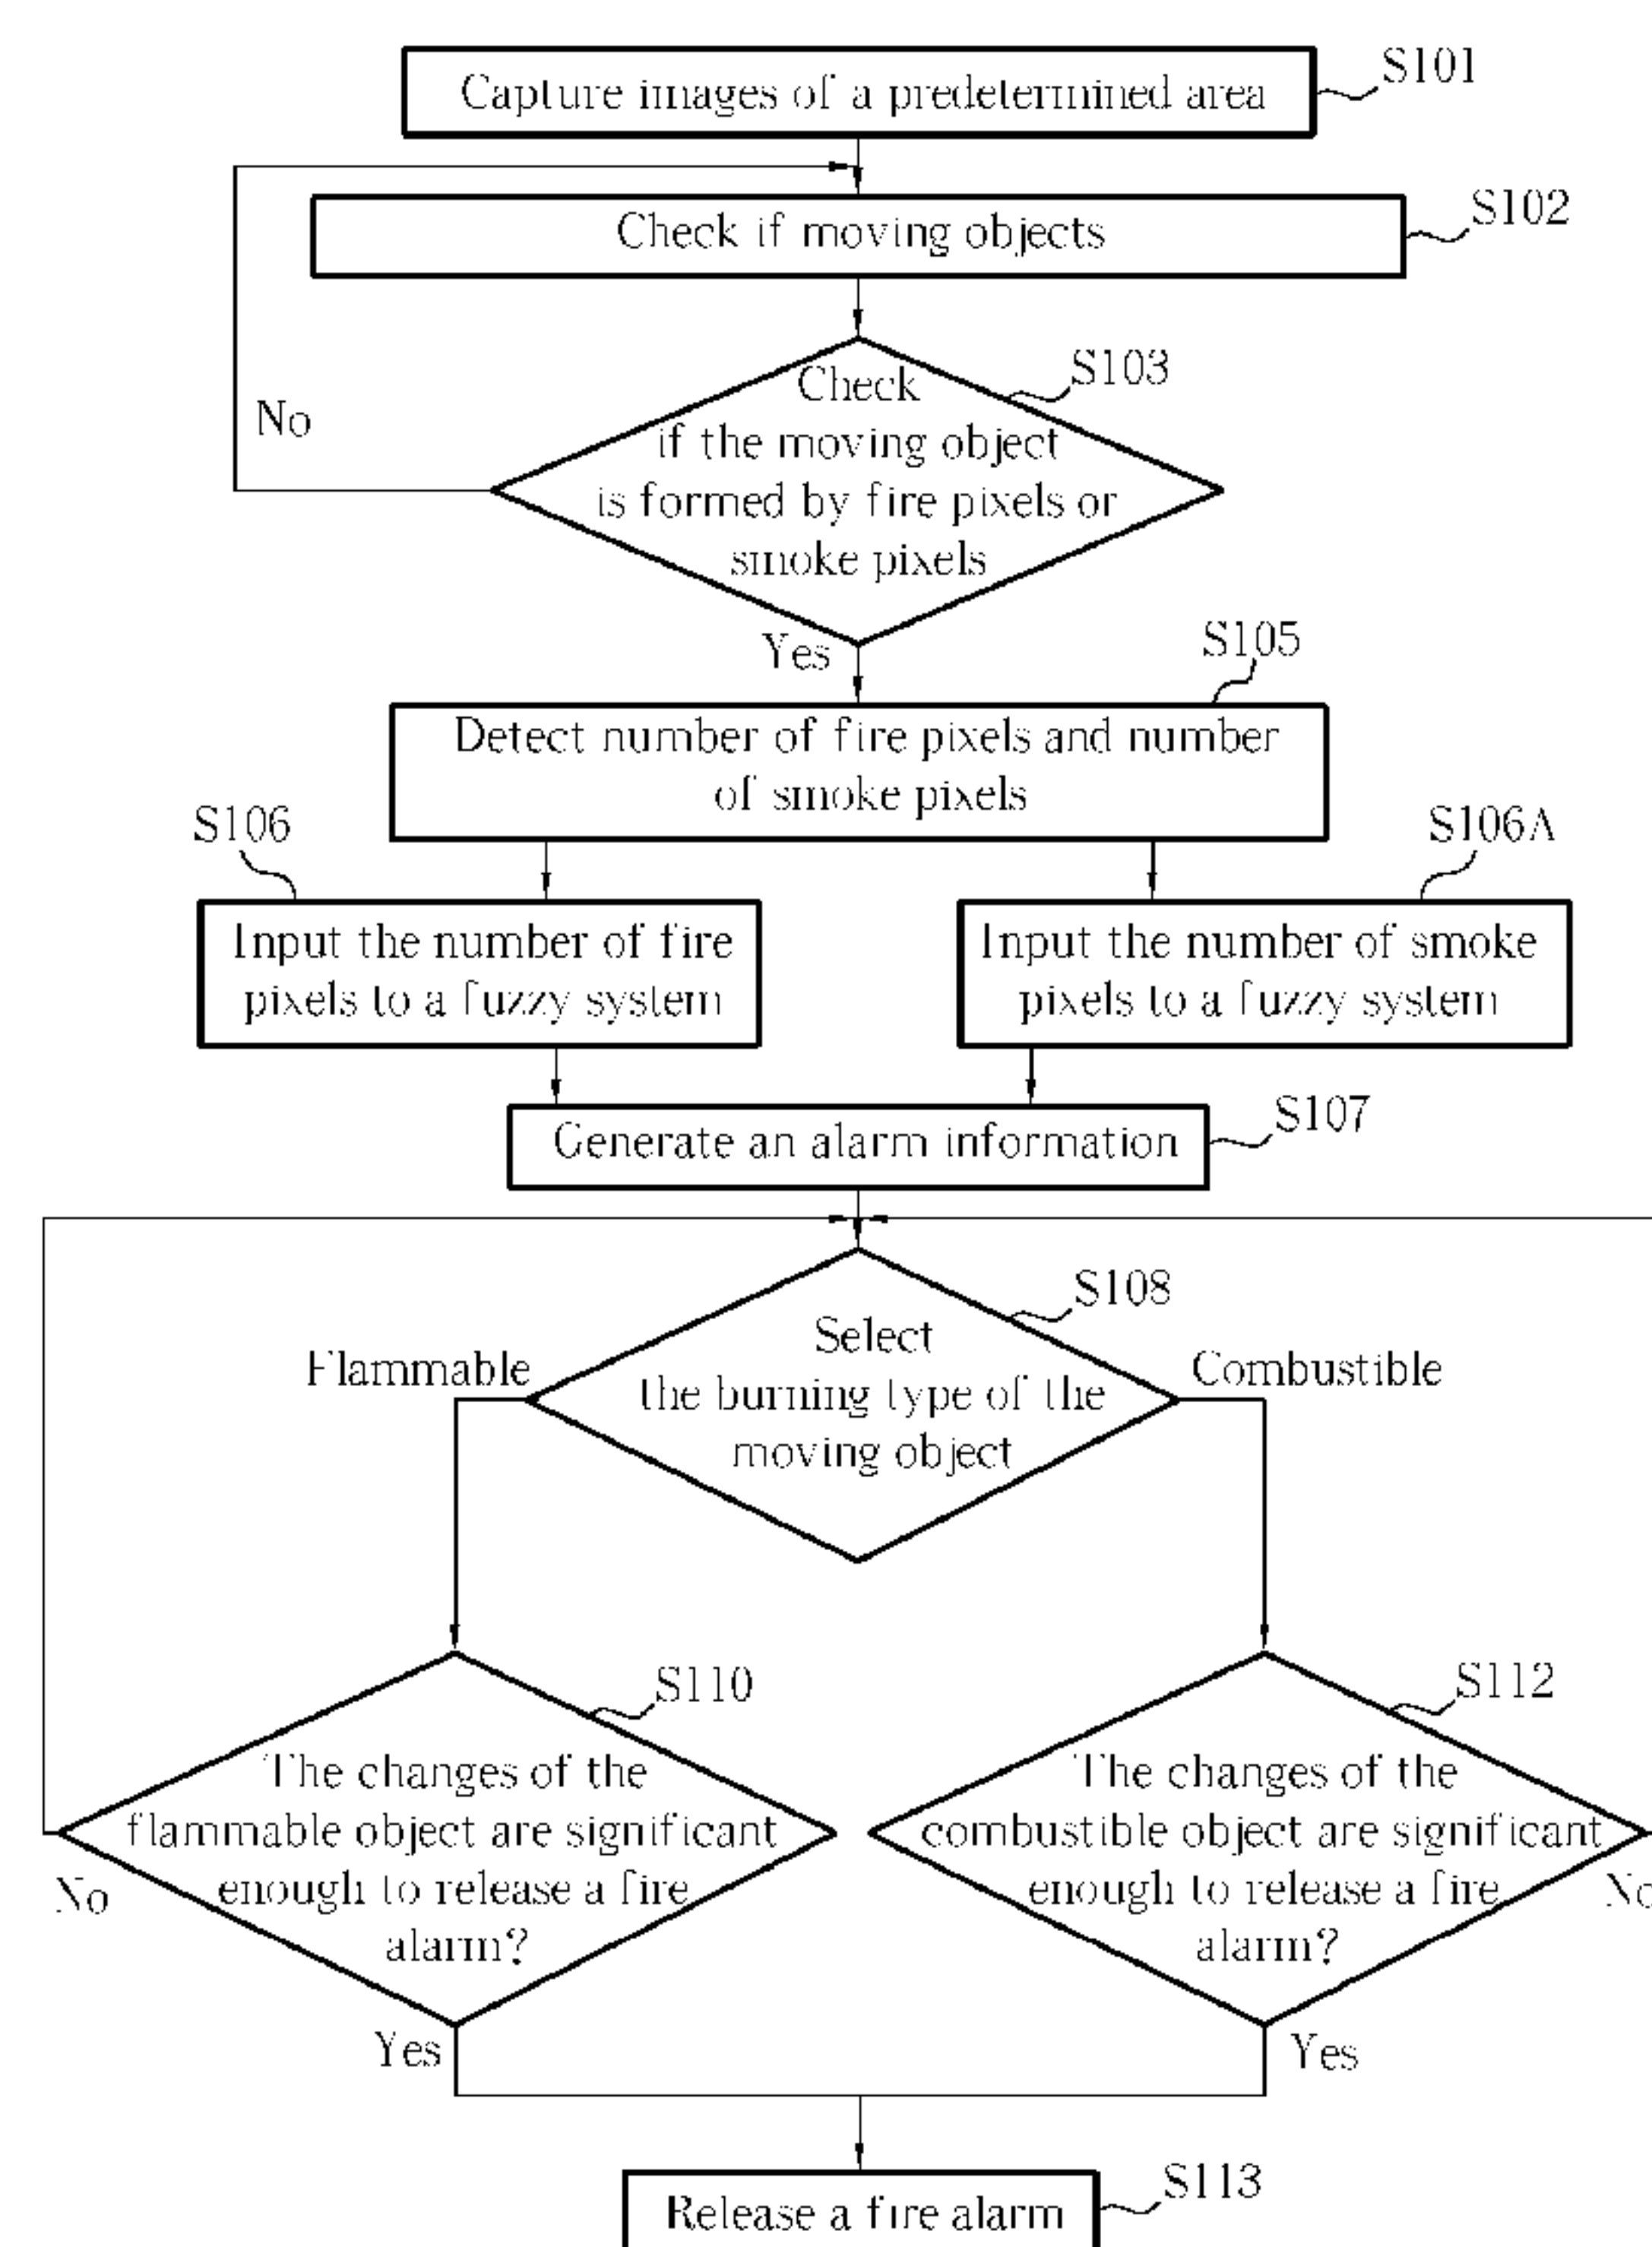 Capture images of a predetermined area
S101
Check if moving objects
S102
Check
if the moving object
is formed by fire pixels or
smoke pixels
S103
No
Yes
S105
Detect number of fire pixels and number
of smoke pixels
S106
S106A
Input the number of fire
pixels to a fuzzy system
Input the number of smoke
pixels to a fuzzy system
Generate an alarm information
S107
S108
Select
the burning type of the
moving object
Flammable
Combustible
S110
The changes of the
flammable object are significant
enough to release a fire
alarm?
No
Yes
S112
The changes of the
combustible object are significant
enough to release a fire
alarm?
No
Yes
Release a fire alarm
S113